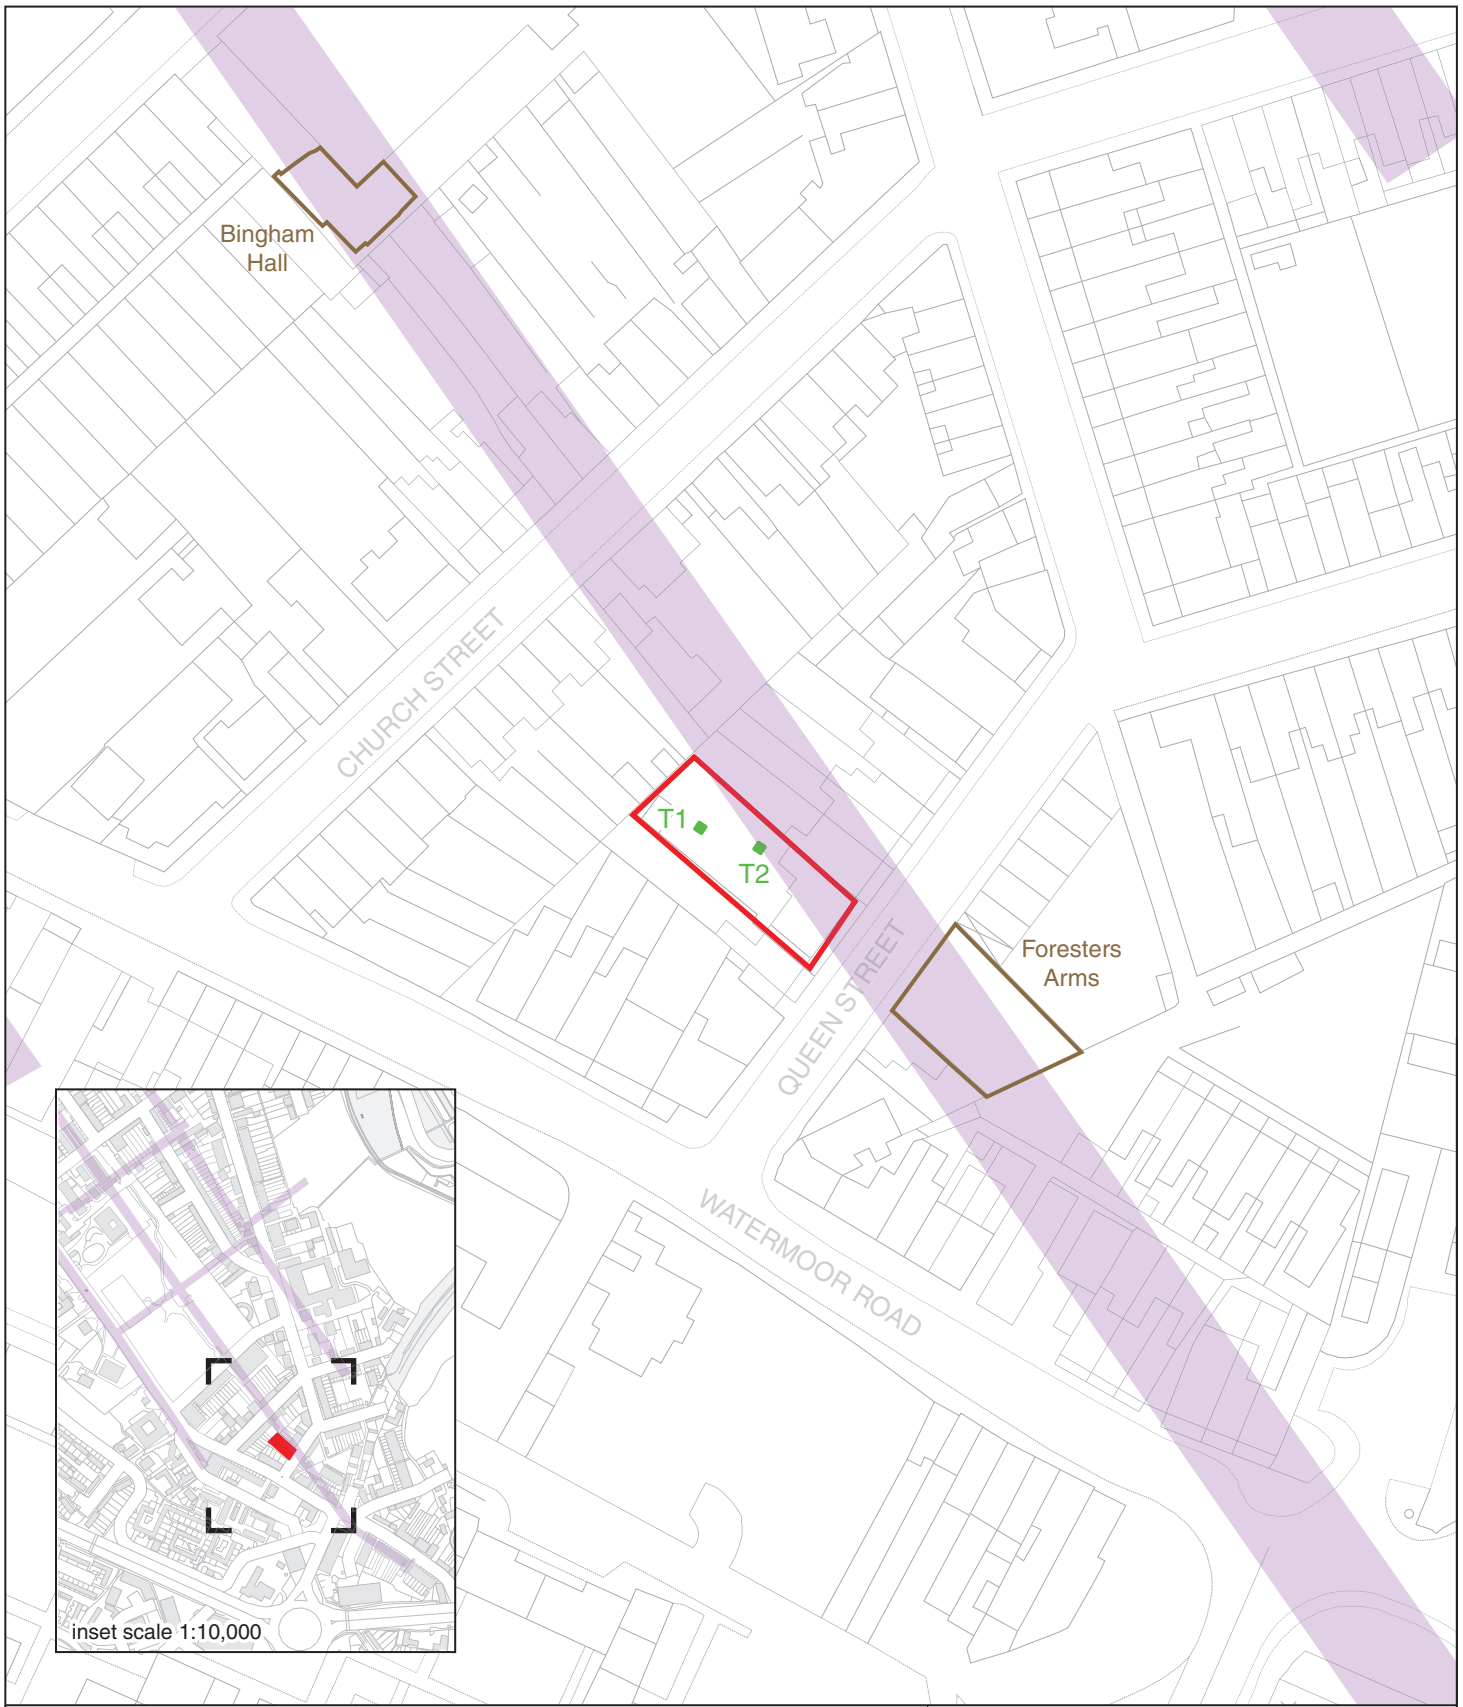 Bingham
Hall
CHURCH STREET
T1
T2
QUEEN STREET
Foresters
Arms
WATERMOOR ROAD
inset scale 1:10,000